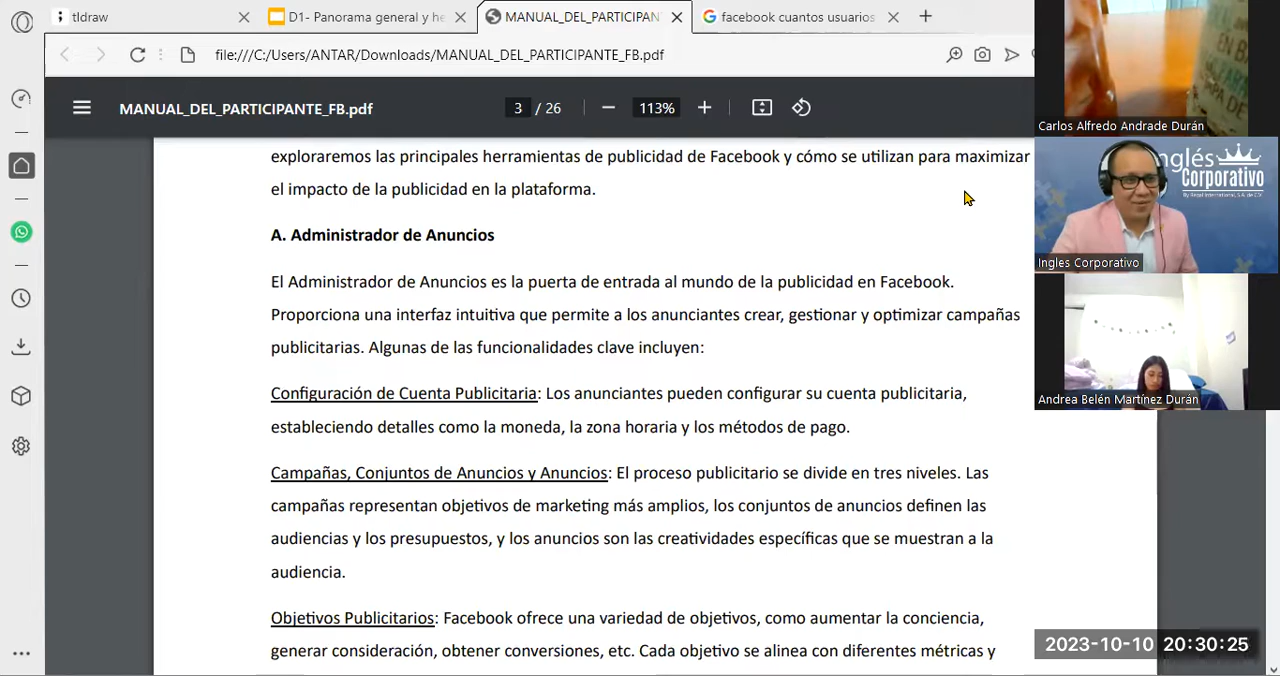 tldraw
D1- Panorama general y he
MANUAL_DEL_PARTICIPAN
facebook cuantos usuarios
file:///C:/Users/ANTAR/Downloads/MANUAL_DEL_PARTICIPANTE_FB.pdf
MANUAL_DEL_PARTICIPANTE_FB.pdf
3 / 26
113%
exploraremos las principales herramientas de publicidad de Facebook y cómo se utilizan para maximizar
el impacto de la publicidad en la plataforma.
A. Administrador de Anuncios
El Administrador de Anuncios es la puerta de entrada al mundo de la publicidad en Facebook.
Proporciona una interfaz intuitiva que permite a los anunciantes crear, gestionar y optimizar campañas
publicitarias. Algunas de las funcionalidades clave incluyen:
Configuración de Cuenta Publicitaria: Los anunciantes pueden configurar su cuenta publicitaria,
estableciendo detalles como la moneda, la zona horaria y los métodos de pago.
Campañas, Conjuntos de Anuncios y Anuncios: El proceso publicitario se divide en tres niveles. Las
campañas representan objetivos de marketing más amplios, los conjuntos de anuncios definen las
audiencias y los presupuestos, y los anuncios son las creatividades específicas que se muestran a la
audiencia.
Objetivos Publicitarios: Facebook ofrece una variedad de objetivos, como aumentar la conciencia,
generar consideración, obtener conversiones, etc. Cada objetivo se alinea con diferentes métricas y
EN BA
Carlos Alfredo Andrade Durán
nglés
Corporativo
By Regal International, S.A. de C.V.
Ingles Corporativo
Andrea Belén Martínez Durán
2023-10-10 20:30:25